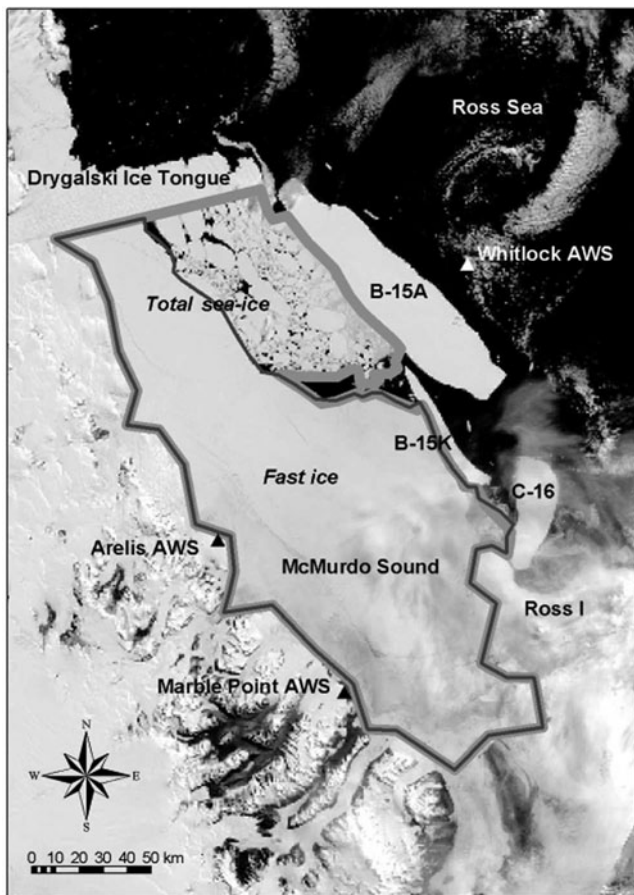 Ross Sea
Drygalski Ice Tongue
Whitlock AWS
B-15A
Total sea-ice
B-15K
Fast ice
C-16
Arelis AWS
McMurdo Sound
Ross I
Marble Point AWS
N
W E
S
0 10 20 30 40 50 km